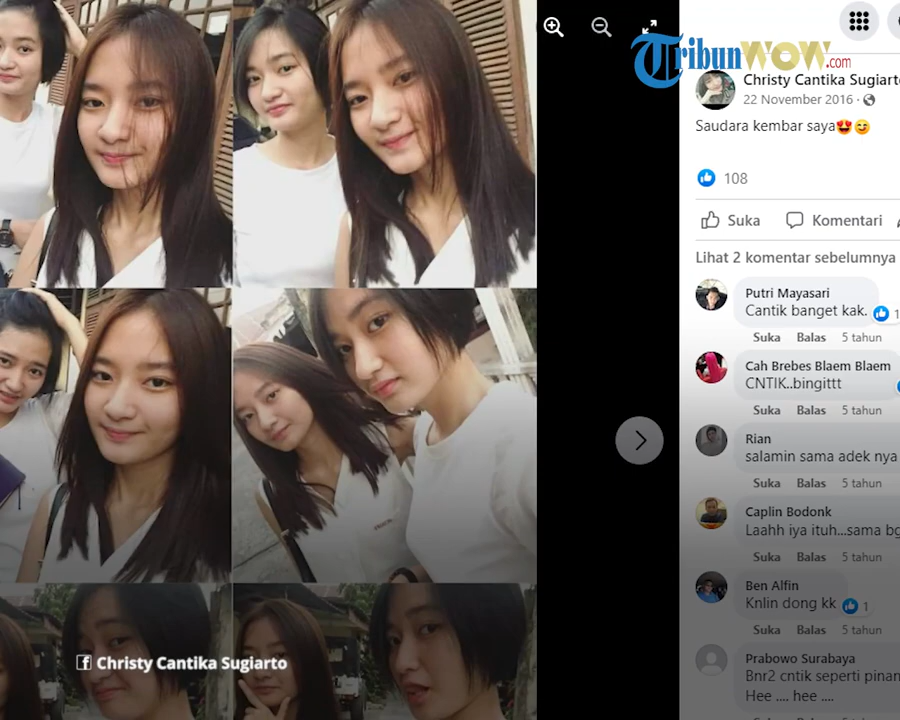 TribunWOW.com
Christy Cantika Sugiarto
22 November 2016
Saudara kembar saya😍😊
108
Suka Komentari
Lihat 2 komentar sebelumnya
Putri Mayasari
Cantik banget kak.
1
Suka Balas 5 tahun
Cah Brebes Blaem Blaem
CNTIK..bingittt
Suka Balas 5 tahun
Rian
salamin sama adek nya
Suka Balas 5 tahun
Caplin Bodonk
Laahh iya ituh...sama bg
Suka Balas 5 tahun
Ben Alfin
Knlin dong kk
1
Suka Balas 5 tahun
Prabowo Surabaya
Bnr2 cntik seperti pinan
Hee .... hee ....
Christy Cantika Sugiarto